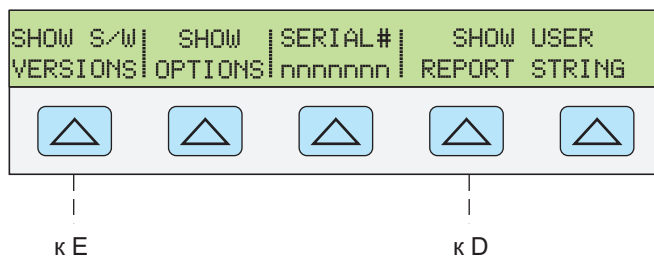 SHOW S/W SHOW SERIAL# SHOW USER
VERSIONS OPTIONS nnnnnnn REPORT STRING
к E к D